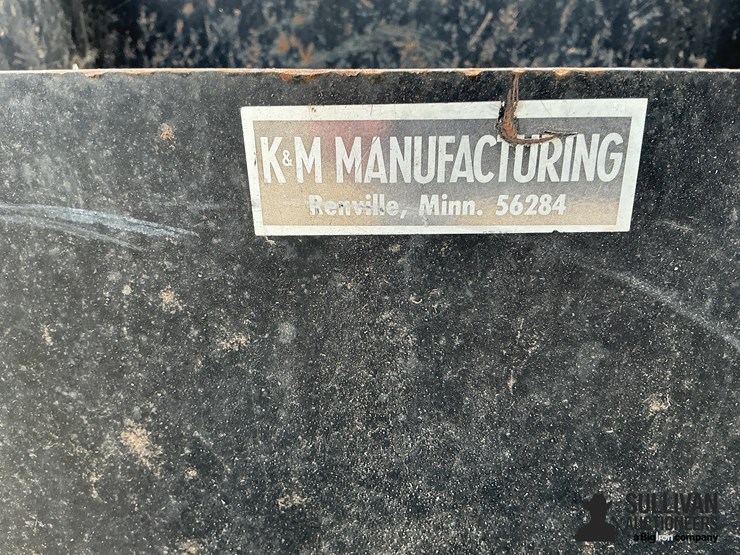 K&M MANUFACTURING
Renville, Minn. 56284
SULLIVAN
AUCTIONEERS
a BigIron company